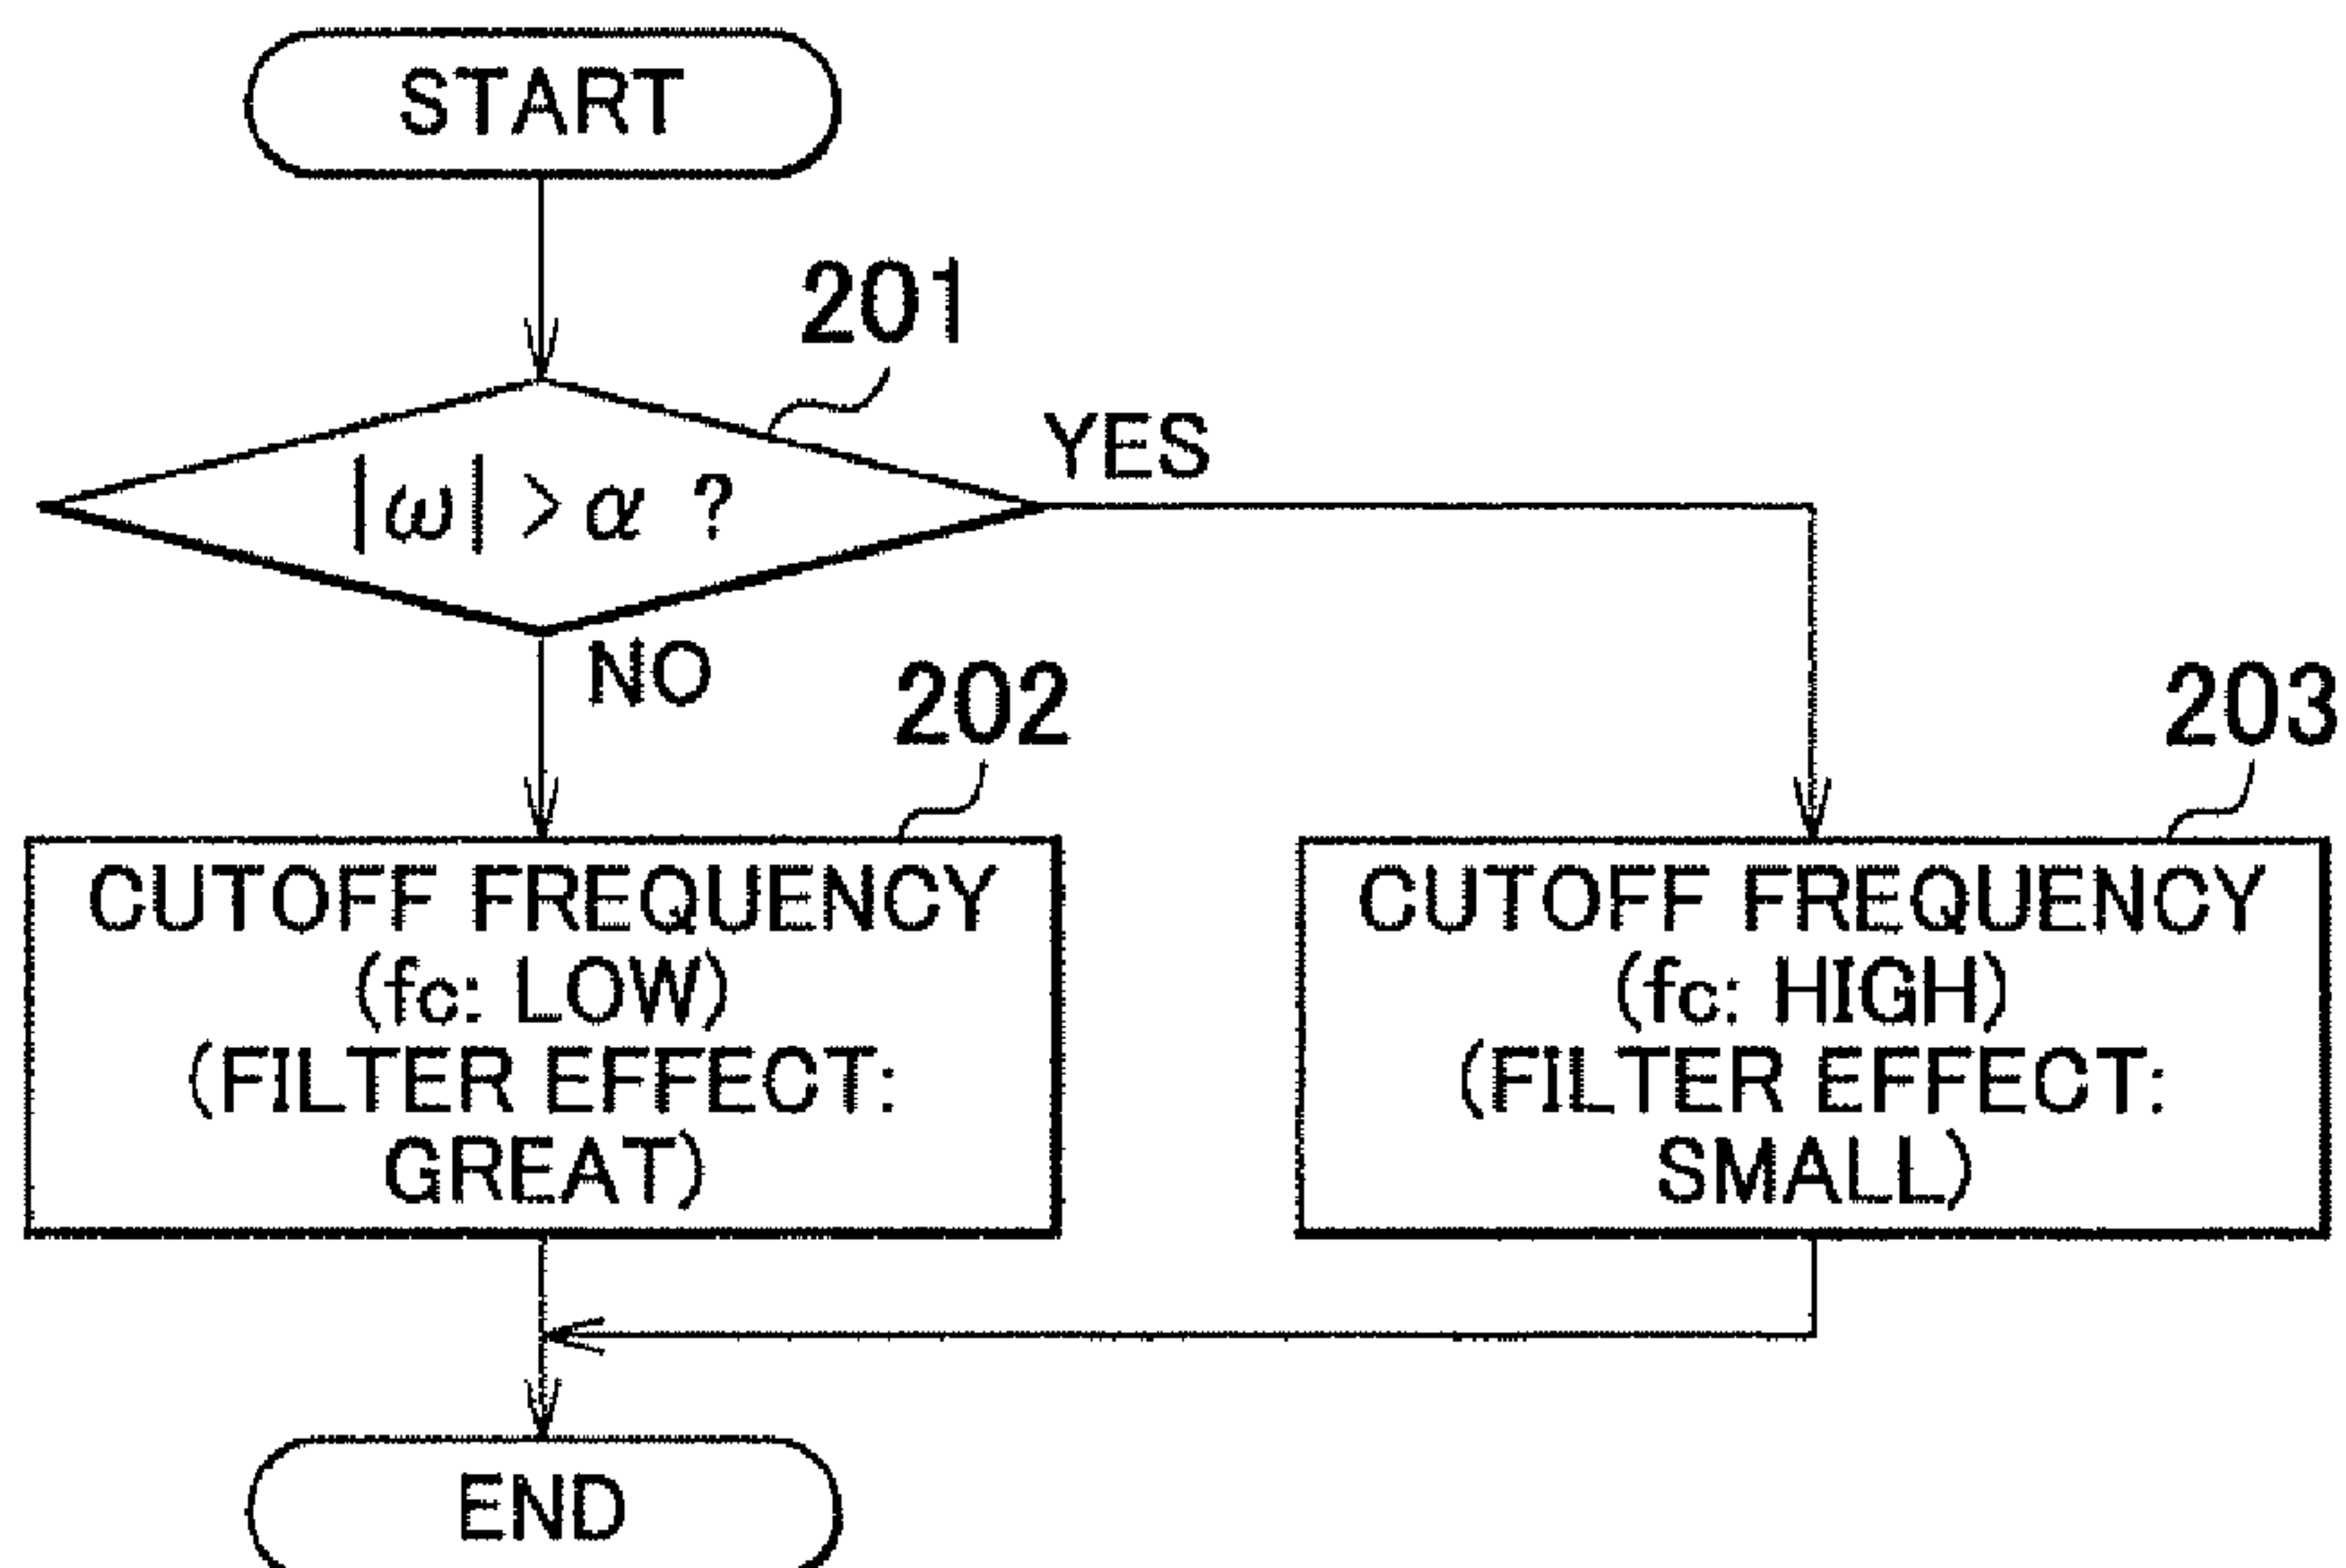 START
201
|ω| > α ?
YES
NO
202
203
CUTOFF FREQUENCY
(fc: LOW)
(FILTER EFFECT:
GREAT)
CUTOFF FREQUENCY
(fc: HIGH)
(FILTER EFFECT:
SMALL)
END